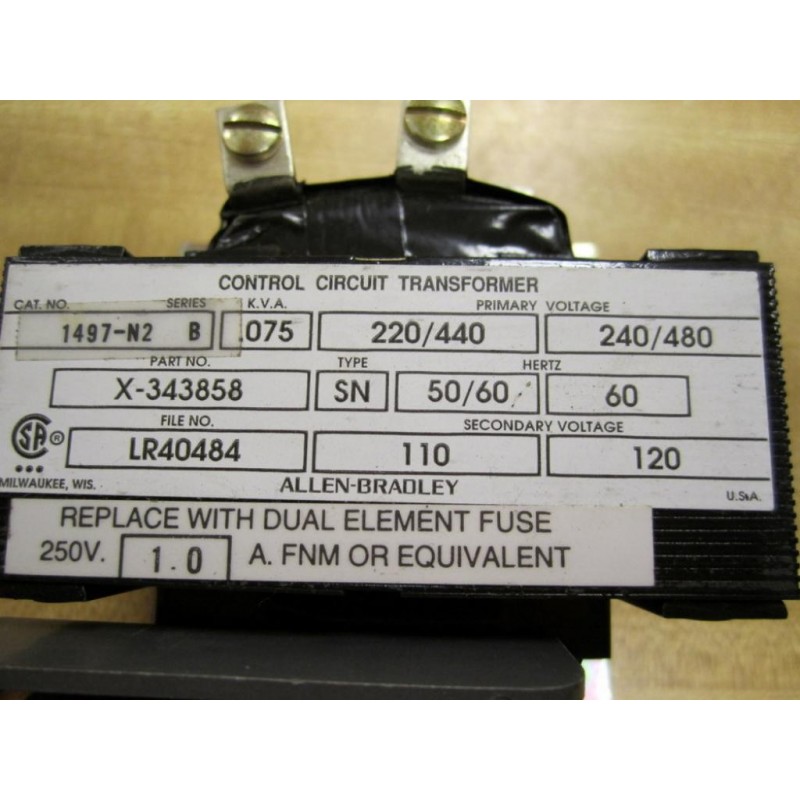 CONTROL CIRCUIT TRANSFORMER
CAT. NO. SERIES K.V.A. PRIMARY VOLTAGE
1497-N2 B .075 220/440 240/480
PART NO. TYPE HERTZ
X-343858 SN 50/60 60
FILE NO. SECONDARY VOLTAGE
SA ® LR40484 110 120
MILWAUKEE, WIS. ALLEN-BRADLEY U.S.A.
REPLACE WITH DUAL ELEMENT FUSE
250V. 1.0 A. FNM OR EQUIVALENT